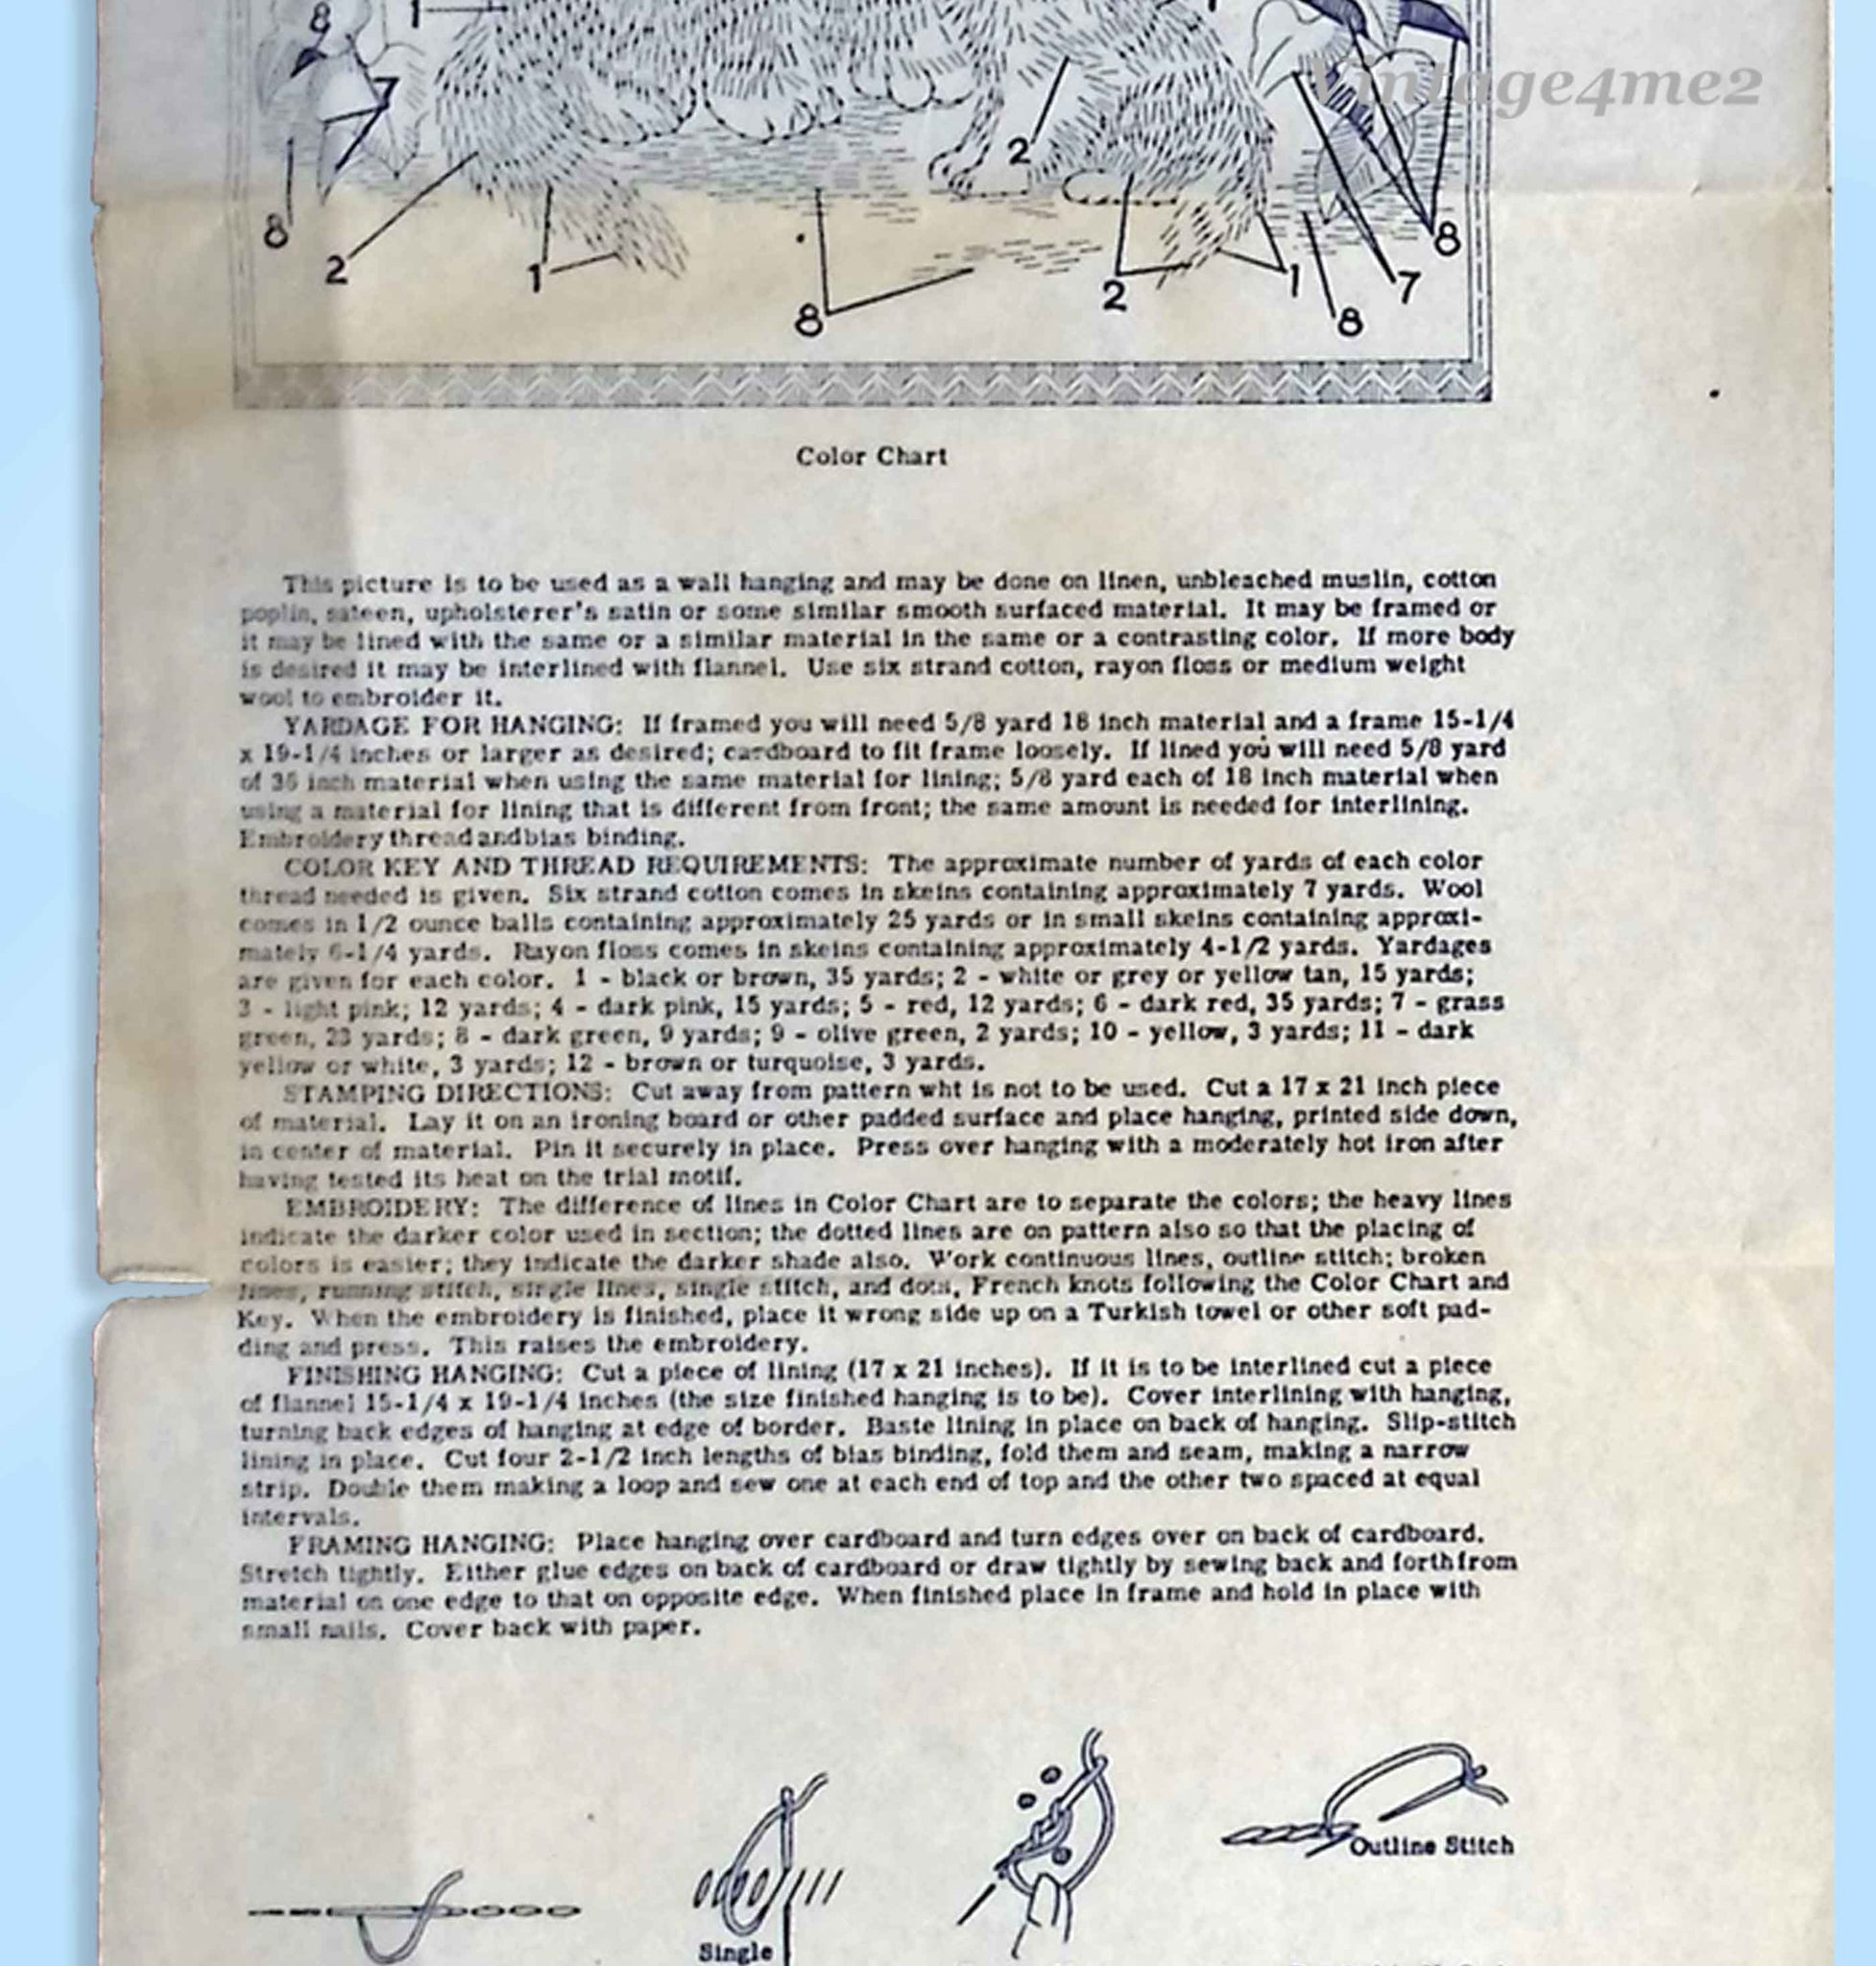 8
1
1
Vintage4me2
7
2
8
2
1
8
2
1
8
7
8
Color Chart
This picture is to be used as a wall hanging and may be done on linen, unbleached muslin, cotton
poplin, sateen, upholsterer's satin or some similar smooth surfaced material. It may be framed or
it may be lined with the same or a similar material in the same or a contrasting color. If more body
is desired it may be interlined with flannel. Use six strand cotton, rayon floss or medium weight
wool to embroider it.
YARDAGE FOR HANGING: If framed you will need 5/8 yard 18 inch material and a frame 15-1/4
x 19-1/4 inches or larger as desired; cardboard to fit frame loosely. If lined you will need 5/8 yard
of 36 inch material when using the same material for lining; 5/8 yard each of 18 inch material when
using a material for lining that is different from front; the same amount is needed for interlining.
Embroidery thread and bias binding.
COLOR KEY AND THREAD REQUIREMENTS: The approximate number of yards of each color
thread needed is given. Six strand cotton comes in skeins containing approximately 7 yards. Wool
comes in 1/2 ounce balls containing approximately 25 yards or in small skeins containing approxi-
mately 6-1/4 yards. Rayon floss comes in skeins containing approximately 4-1/2 yards. Yardages
are given for each color. 1 - black or brown, 35 yards; 2 - white or grey or yellow tan, 15 yards;
3 - light pink; 12 yards; 4 - dark pink, 15 yards; 5 - red, 12 yards; 6 - dark red, 35 yards; 7 - grass
green, 23 yards; 8 - dark green, 9 yards; 9 - olive green, 2 yards; 10 - yellow, 3 yards; 11 - dark
yellow or white, 3 yards; 12 - brown or turquoise, 3 yards.
STAMPING DIRECTIONS: Cut away from pattern wht is not to be used. Cut a 17 x 21 inch piece
of material. Lay it on an ironing board or other padded surface and place hanging, printed side down,
in center of material. Pin it securely in place. Press over hanging with a moderately hot iron after
having tested its heat on the trial motif.
EMBROIDERY: The difference of lines in Color Chart are to separate the colors; the heavy lines
indicate the darker color used in section; the dotted lines are on pattern also so that the placing of
colors is easier; they indicate the darker shade also. Work continuous lines, outline stitch; broken
lines, running stitch, single lines, single stitch, and dots, French knots following the Color Chart and
Key. When the embroidery is finished, place it wrong side up on a Turkish towel or other soft pad-
ding and press. This raises the embroidery.
FINISHING HANGING: Cut a piece of lining (17 x 21 inches). If it is to be interlined cut a piece
of flannel 15-1/4 x 19-1/4 inches (the size finished hanging is to be). Cover interlining with hanging,
turning back edges of hanging at edge of border. Baste lining in place on back of hanging. Slip-stitch
lining in place. Cut four 2-1/2 inch lengths of bias binding, fold them and seam, making a narrow
strip. Double them making a loop and sew one at each end of top and the other two spaced at equal
intervals.
FRAMING HANGING: Place hanging over cardboard and turn edges over on back of cardboard.
Stretch tightly. Either glue edges on back of cardboard or draw tightly by sewing back and forth from
material on one edge to that on opposite edge. When finished place in frame and hold in place with
small nails. Cover back with paper.
Outline Stitch
Single